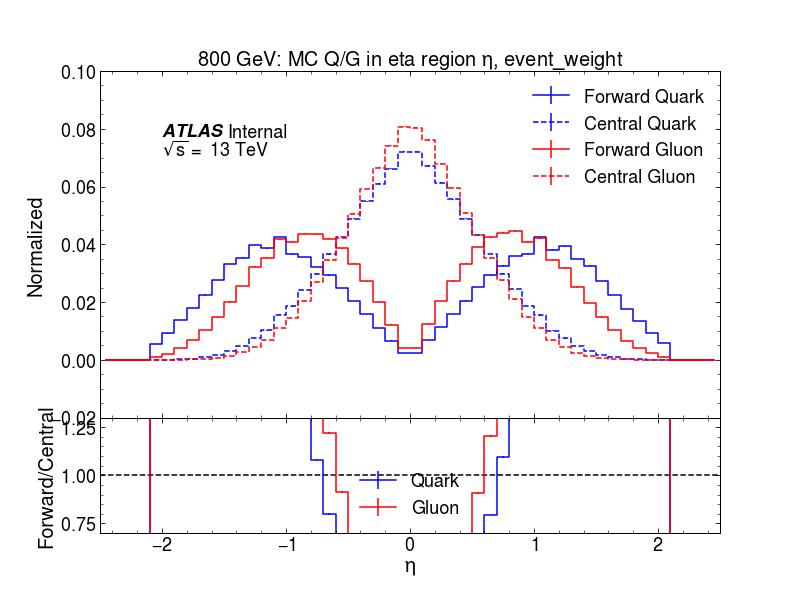 800 GeV: MC Q/G in eta region η, event_weight
0.10
0.08
0.06
0.04
0.02
0.00
0.02
Normalized
ATLAS Internal
√s = 13 TeV
Forward Quark
Central Quark
Forward Gluon
Central Gluon
1.25
1.00
0.75
Forward/Central
Quark
Gluon
−2 −1 0 1 2
η